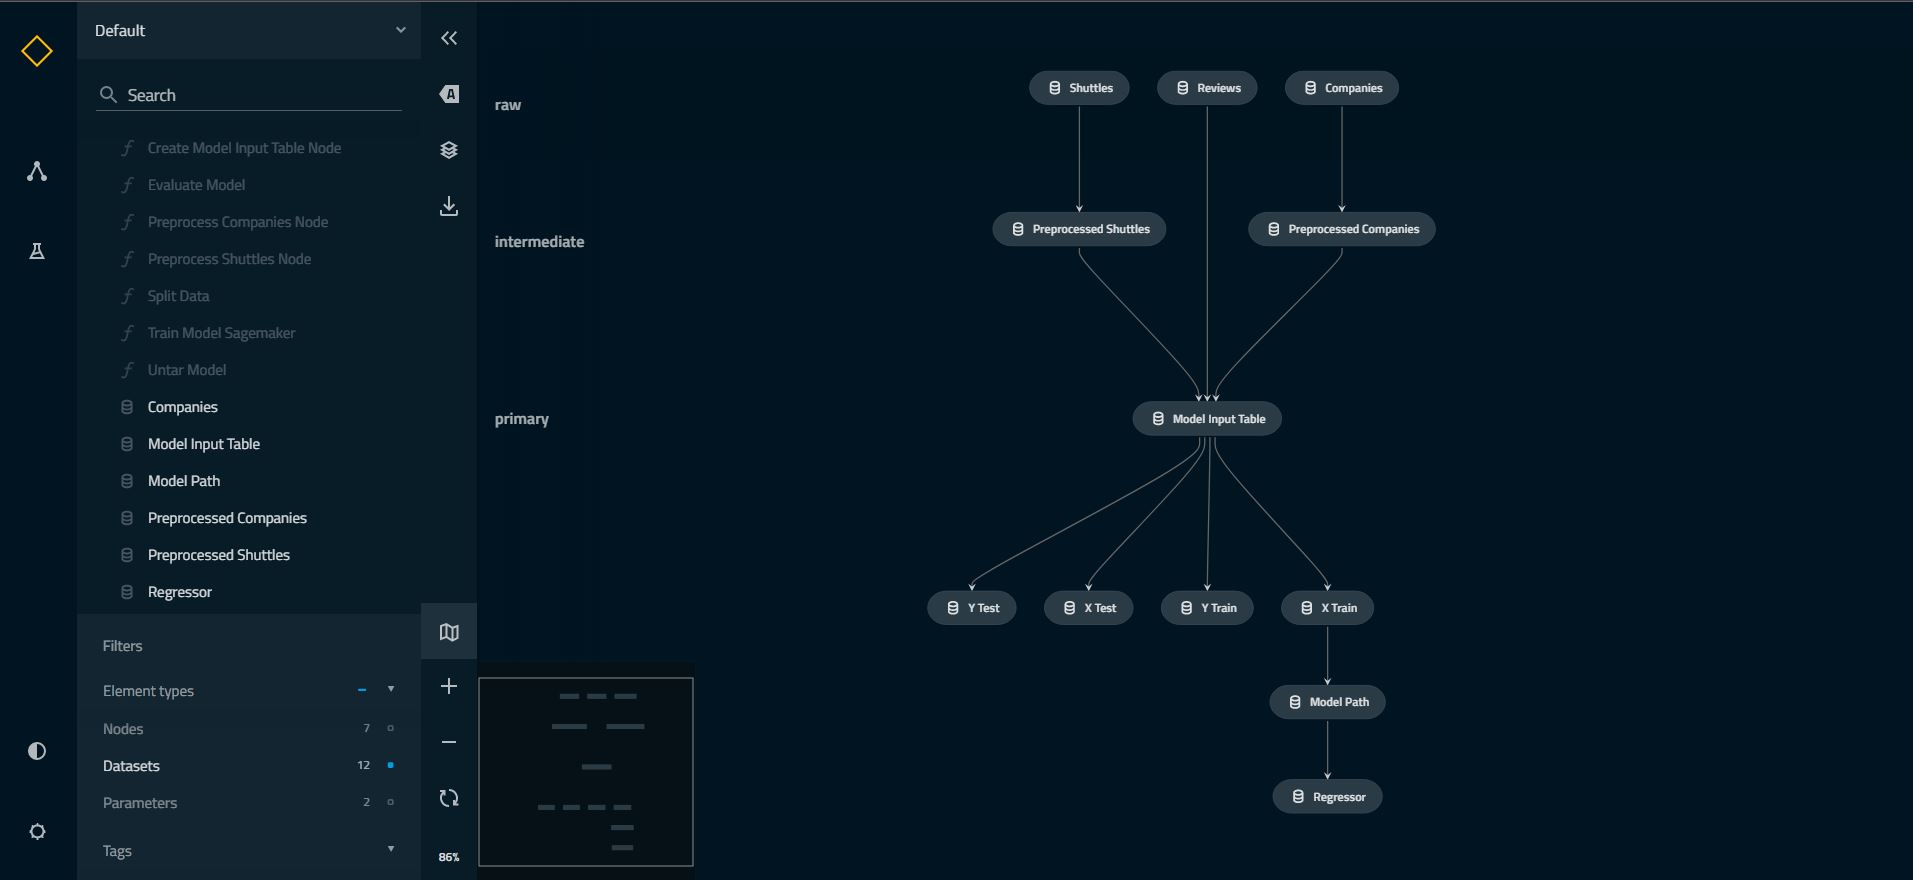 Default
Search
Create Model Input Table Node
Evaluate Model
Preprocess Companies Node
Preprocess Shuttles Node
Split Data
Train Model Sagemaker
Untar Model
Companies
Model Input Table
Model Path
Preprocessed Companies
Preprocessed Shuttles
Regressor
Filters
Element types
Nodes 7
Datasets 12
Parameters 2
Tags
A
86%
raw
intermediate
primary
Shuttles
Reviews
Companies
Preprocessed Shuttles
Preprocessed Companies
Model Input Table
Y Test
X Test
Y Train
X Train
Model Path
Regressor